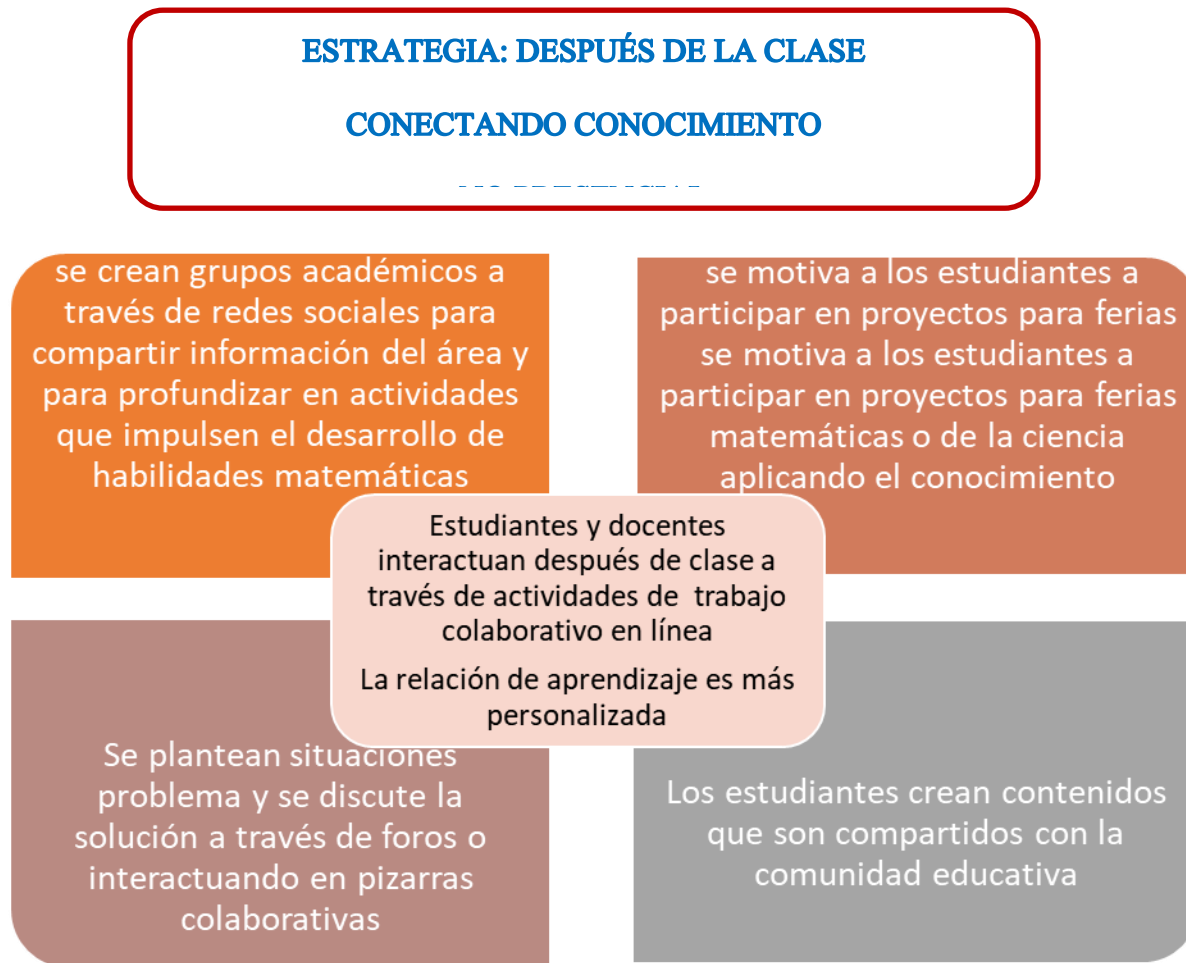 ESTRATEGIA: DESPUÉS DE LA CLASE
CONECTANDO CONOCIMIENTO
se crean grupos académicos a
través de redes sociales para
compartir información del área y
para profundizar en actividades
que impulsen el desarrollo de
habilidades matemáticas
se motiva a los estudiantes a
participar en proyectos para ferias
se motiva a los estudiantes a
participar en proyectos para ferias
matemáticas o de la ciencia
aplicando el conocimiento
Estudiantes y docentes
interactuan después de clase a
través de actividades de trabajo
colaborativo en línea
La relación de aprendizaje es más
personalizada
Se plantean situaciones
problema y se discute la
solución a través de foros o
interactuando en pizarras
colaborativas
Los estudiantes crean contenidos
que son compartidos con la
comunidad educativa